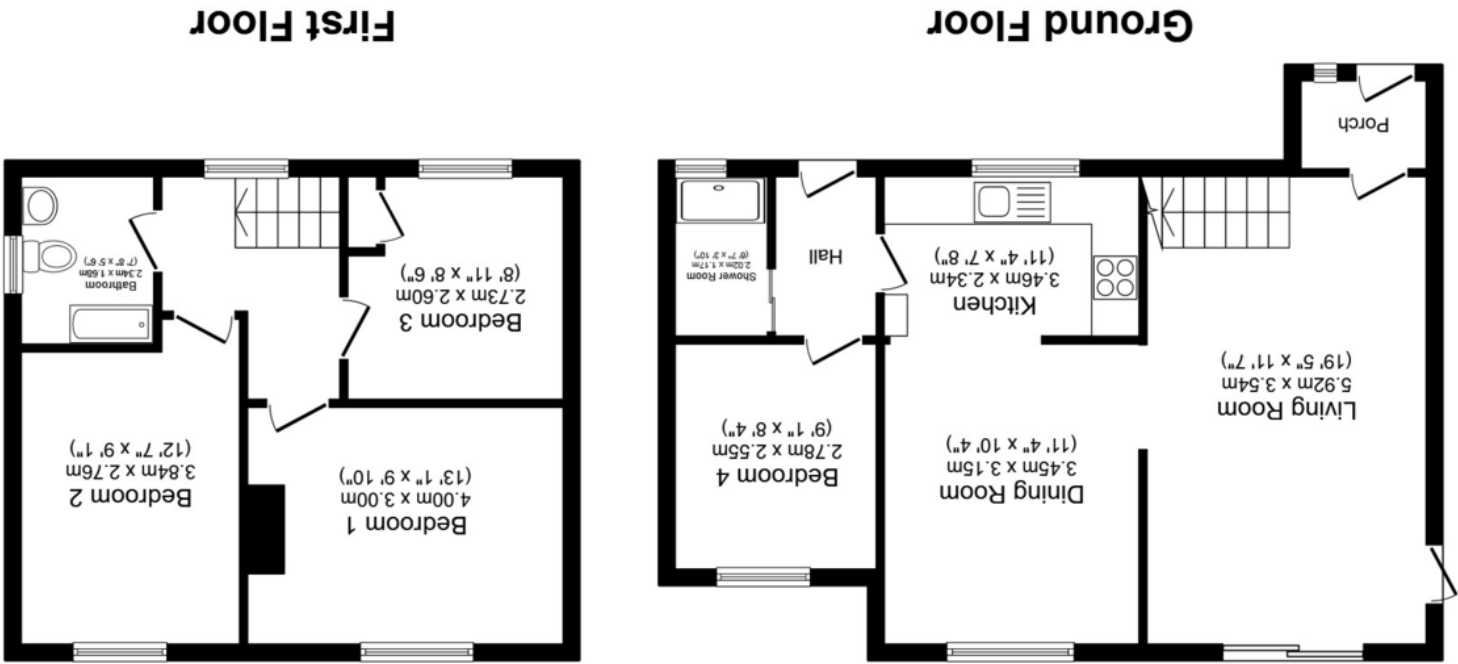 Ground Floor
Living Room
5.92m x 3.54m
(19' 5" x 11' 7")
Dining Room
3.45m x 3.15m
(11' 4" x 10' 4")
Bedroom 4
2.78m x 2.55m
(9' 1" x 8' 4")
Kitchen
3.46m x 2.34m
(11' 4" x 7' 8")
Hall
Shower Room
2.02m x 1.17m
(6' 7" x 3' 10")
Porch
First Floor
Bedroom 1
4.00m x 3.00m
(13' 1" x 9' 10")
Bedroom 2
3.84m x 2.76m
(12' 7" x 9' 1")
Bedroom 3
2.73m x 2.60m
(8' 11" x 8' 6")
Bathroom
2.34m x 1.68m
(7' 8" x 5' 6")